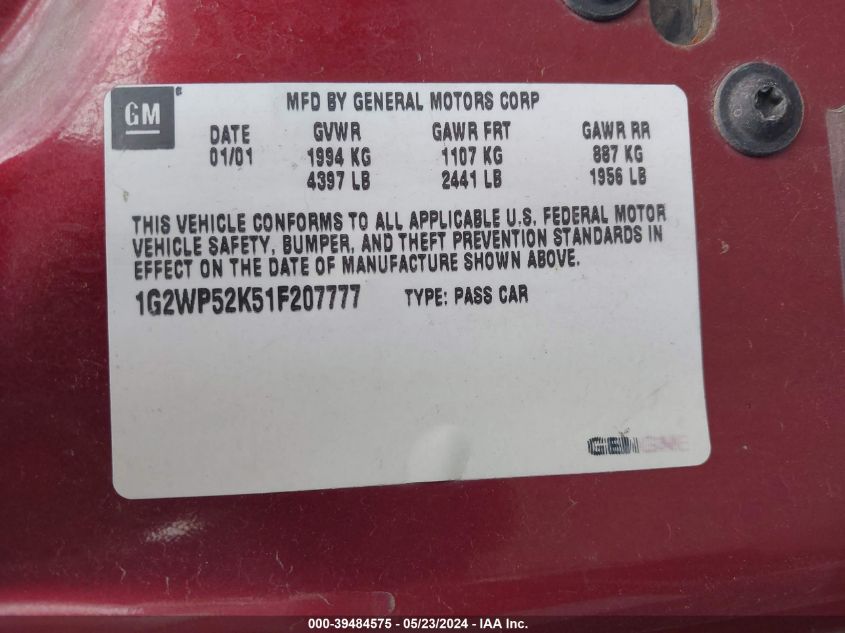 GM
MFD BY GENERAL MOTORS CORP
DATE GVWR GAWR FRT GAWR RR
01/01 1994 KG 1107 KG 887 KG
4397 LB 2441 LB 1956 LB
THIS VEHICLE CONFORMS TO ALL APPLICABLE U.S. FEDERAL MOTOR
VEHICLE SAFETY, BUMPER, AND THEFT PREVENTION STANDARDS IN
EFFECT ON THE DATE OF MANUFACTURE SHOWN ABOVE.
1G2WP52K51F207777 TYPE: PASS CAR
000-39484575 - 05/23/2024 - IAA Inc.